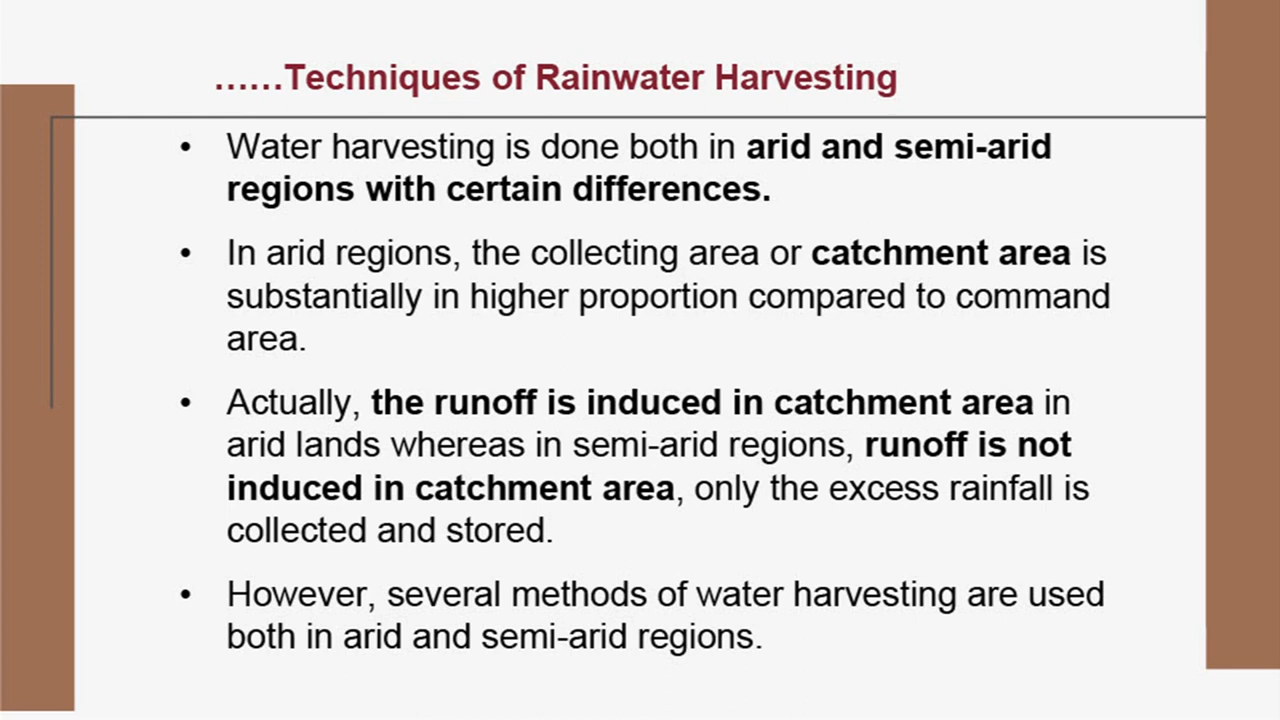 ......Techniques of Rainwater Harvesting
• Water harvesting is done both in arid and semi-arid
regions with certain differences.
• In arid regions, the collecting area or catchment area is
substantially in higher proportion compared to command
area.
• Actually, the runoff is induced in catchment area in
arid lands whereas in semi-arid regions, runoff is not
induced in catchment area, only the excess rainfall is
collected and stored.
• However, several methods of water harvesting are used
both in arid and semi-arid regions.